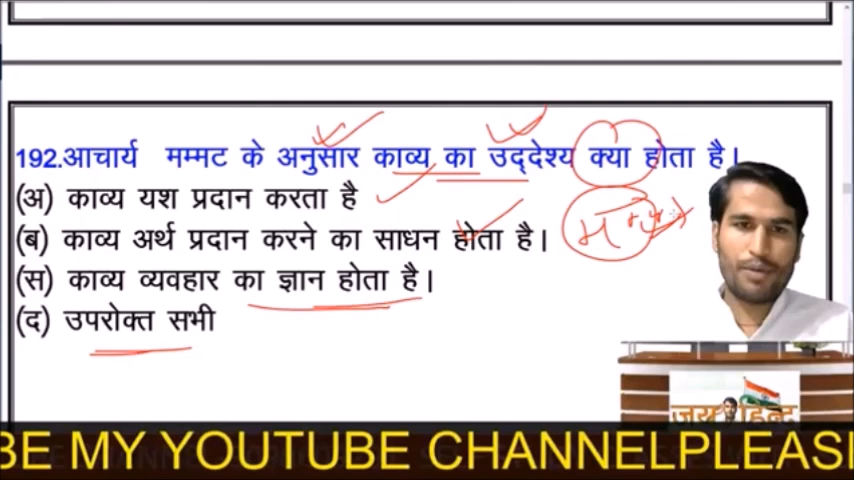 192.आचार्य मम्मट के अनुसार काव्य का उद्देश्य क्या होता है।
(अ) काव्य यश प्रदान करता है
(ब) काव्य अर्थ प्रदान करने का साधन होता है।
(स) काव्य व्यवहार का ज्ञान होता है।
(द) उपरोक्त सभी
जय हिन्द
BE MY YOUTUBE CHANNELPLEAS